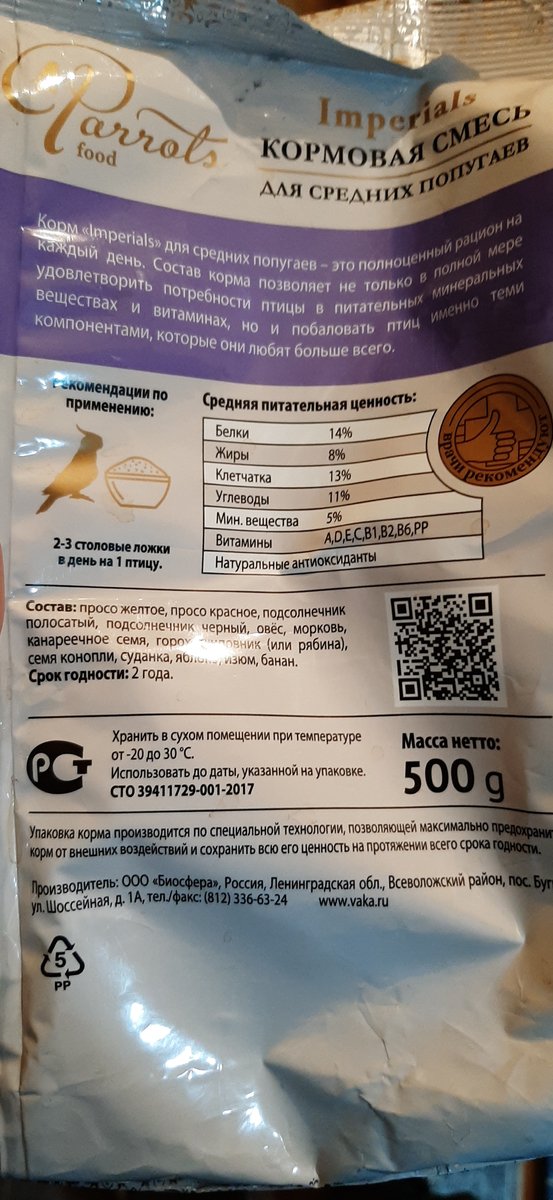 Parrots
food
Imperials
КОРМОВАЯ СМЕСЬ
ДЛЯ СРЕДНИХ ПОПУГАЕВ
Корм «Imperials» для средних попугаев – это полноценный рацион на
каждый день. Состав корма позволяет не только в полной мере
удовлетворить потребности птицы в питательных минеральных
веществах и витаминах, но и побаловать птиц именно теми
компонентами, которые они любят больше всего.
Рекомендации по
применению:
2-3 столовые ложки
в день на 1 птицу.
Средняя питательная ценность:
Белки 14%
Жиры 8%
Клетчатка 13%
Углеводы 11%
Мин. вещества 5%
Витамины A,D,E,C,B1,B2,B6,PP
Натуральные антиоксиданты
врачи рекомендуют
Состав: просо желтое, просо красное, подсолнечник
полосатый, подсолнечник черный, овёс, морковь,
канареечное семя, горох, (или рябина),
семя конопли, суданка, яблоко, изюм, банан.
Срок годности: 2 года.
РСТ
Хранить в сухом помещении при температуре
от -20 до 30 °С.
Использовать до даты, указанной на упаковке.
СТО 39411729-001-2017
Масса нетто:
500 g
Упаковка корма производится по специальной технологии, позволяющей максимально предохранит
корм от внешних воздействий и сохранить всю его ценность на протяжении всего срока годности.
Производитель: ООО «Биосфера», Россия, Ленинградская обл., Всеволожский район, пос.
ул. Шоссейная, д. 1А, тел./факс: (812) 336-63-24 www.vaka.ru
5
PP